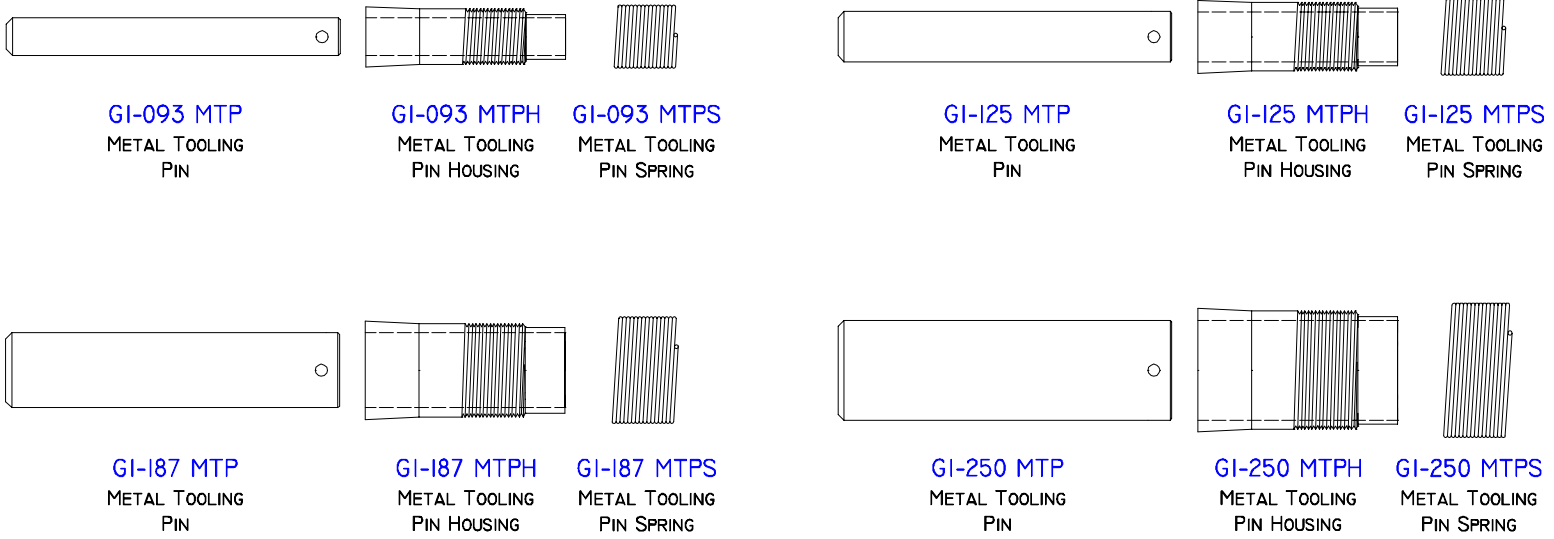 GI-093 MTP
METAL TOOLING
PIN
GI-093 MTPH
METAL TOOLING
PIN HOUSING
GI-093 MTPS
METAL TOOLING
PIN SPRING
GI-125 MTP
METAL TOOLING
PIN
GI-125 MTPH
METAL TOOLING
PIN HOUSING
GI-125 MTPS
METAL TOOLING
PIN SPRING
GI-187 MTP
METAL TOOLING
PIN
GI-187 MTPH
METAL TOOLING
PIN HOUSING
GI-187 MTPS
METAL TOOLING
PIN SPRING
GI-250 MTP
METAL TOOLING
PIN
GI-250 MTPH
METAL TOOLING
PIN HOUSING
GI-250 MTPS
METAL TOOLING
PIN SPRING